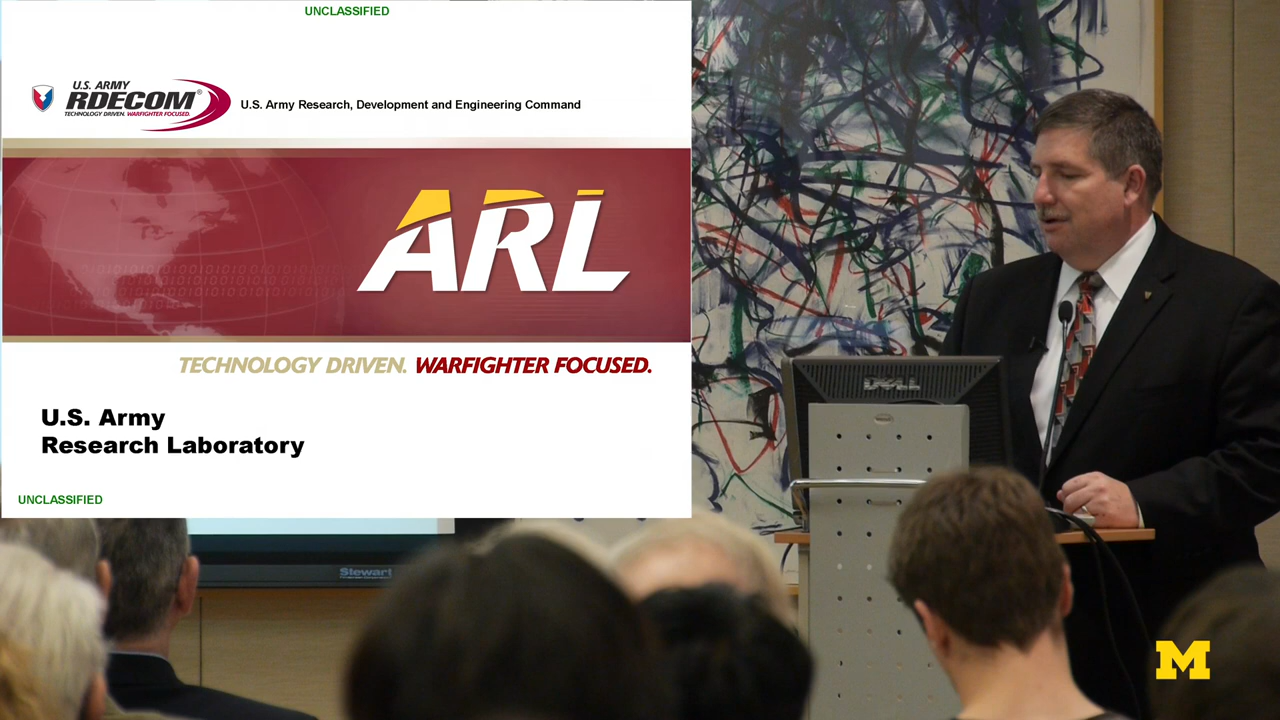 UNCLASSIFIED
U.S. ARMY
RDECOM®
TECHNOLOGY DRIVEN. WARFIGHTER FOCUSED.
U.S. Army Research, Development and Engineering Command
ARL
TECHNOLOGY DRIVEN. WARFIGHTER FOCUSED.
U.S. Army
Research Laboratory
UNCLASSIFIED
DELL
Stewart
M